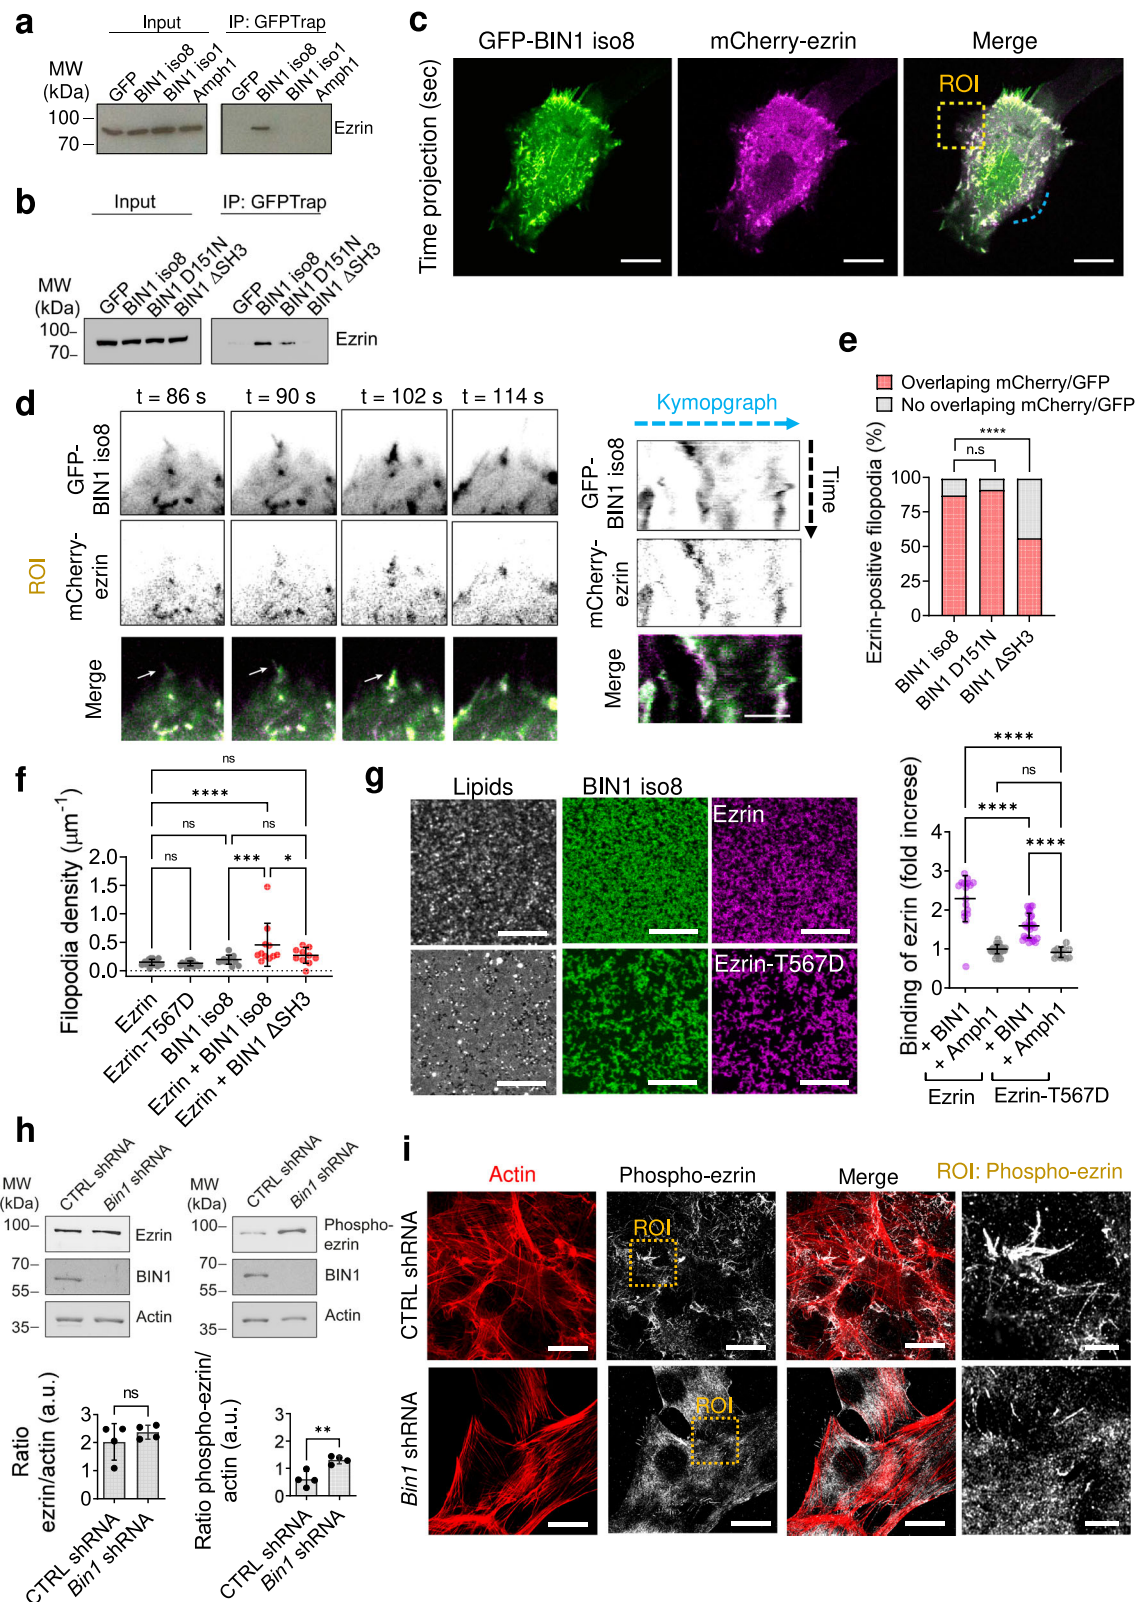 a
Input
IP: GFPTrap
MW
(kDa)
GFP
BIN1 iso8
BIN1 iso1
Amph1
GFP
BIN1 iso8
BIN1 iso1
Amph1
100
70
Ezrin
b
Input
IP: GFPTrap
MW
(kDa)
GFP
BIN1 iso8
BIN1 D151N
BIN1 ΔSH3
GFP
BIN1 iso8
BIN1 D151N
BIN1 ΔSH3
100
70
Ezrin
c
GFP-BIN1 iso8
mCherry-ezrin
Merge
Time projection (sec)
ROI
d
t = 86 s
t = 90 s
t = 102 s
t = 114 s
ROI
GFP-
BIN1 iso8
mCherry-
ezrin
Merge
Kymopgraph
Time
GFP-
BIN1 iso8
mCherry-
ezrin
Merge
e
Overlaping mCherry/GFP
No overlaping mCherry/GFP
Ezrin-positive filopodia (%)
****
n.s
100
75
50
25
0
BIN1 iso8
BIN1 D151N
BIN1 ΔSH3
f
Filopodia density (μm⁻¹)
ns
****
ns
ns
ns
***
*
2.0
1.5
1.0
0.5
0.0
Ezrin
Ezrin-T567D
BIN1 iso8
Ezrin + BIN1 iso8
Ezrin + BIN1 ΔSH3
g
Lipids
BIN1 iso8
Ezrin
Ezrin-T567D
Binding of ezrin (fold increse)
****
ns
****
****
4
3
2
1
0
+ BIN1
+ Amph1
+ BIN1
+ Amph1
Ezrin
Ezrin-T567D
h
MW
(kDa)
CTRL shRNA
Bin1 shRNA
100
70
55
35
Ezrin
BIN1
Actin
MW
(kDa)
CTRL shRNA
Bin1 shRNA
100
70
55
35
Phospho-
ezrin
BIN1
Actin
Ratio
ezrin/actin (a.u.)
ns
3
2
1
0
CTRL shRNA
Bin1 shRNA
Ratio phospho-ezrin/
actin (a.u.)
**
3
2
1
0
CTRL shRNA
Bin1 shRNA
i
Actin
Phospho-ezrin
Merge
ROI: Phospho-ezrin
CTRL shRNA
ROI
Bin1 shRNA
ROI